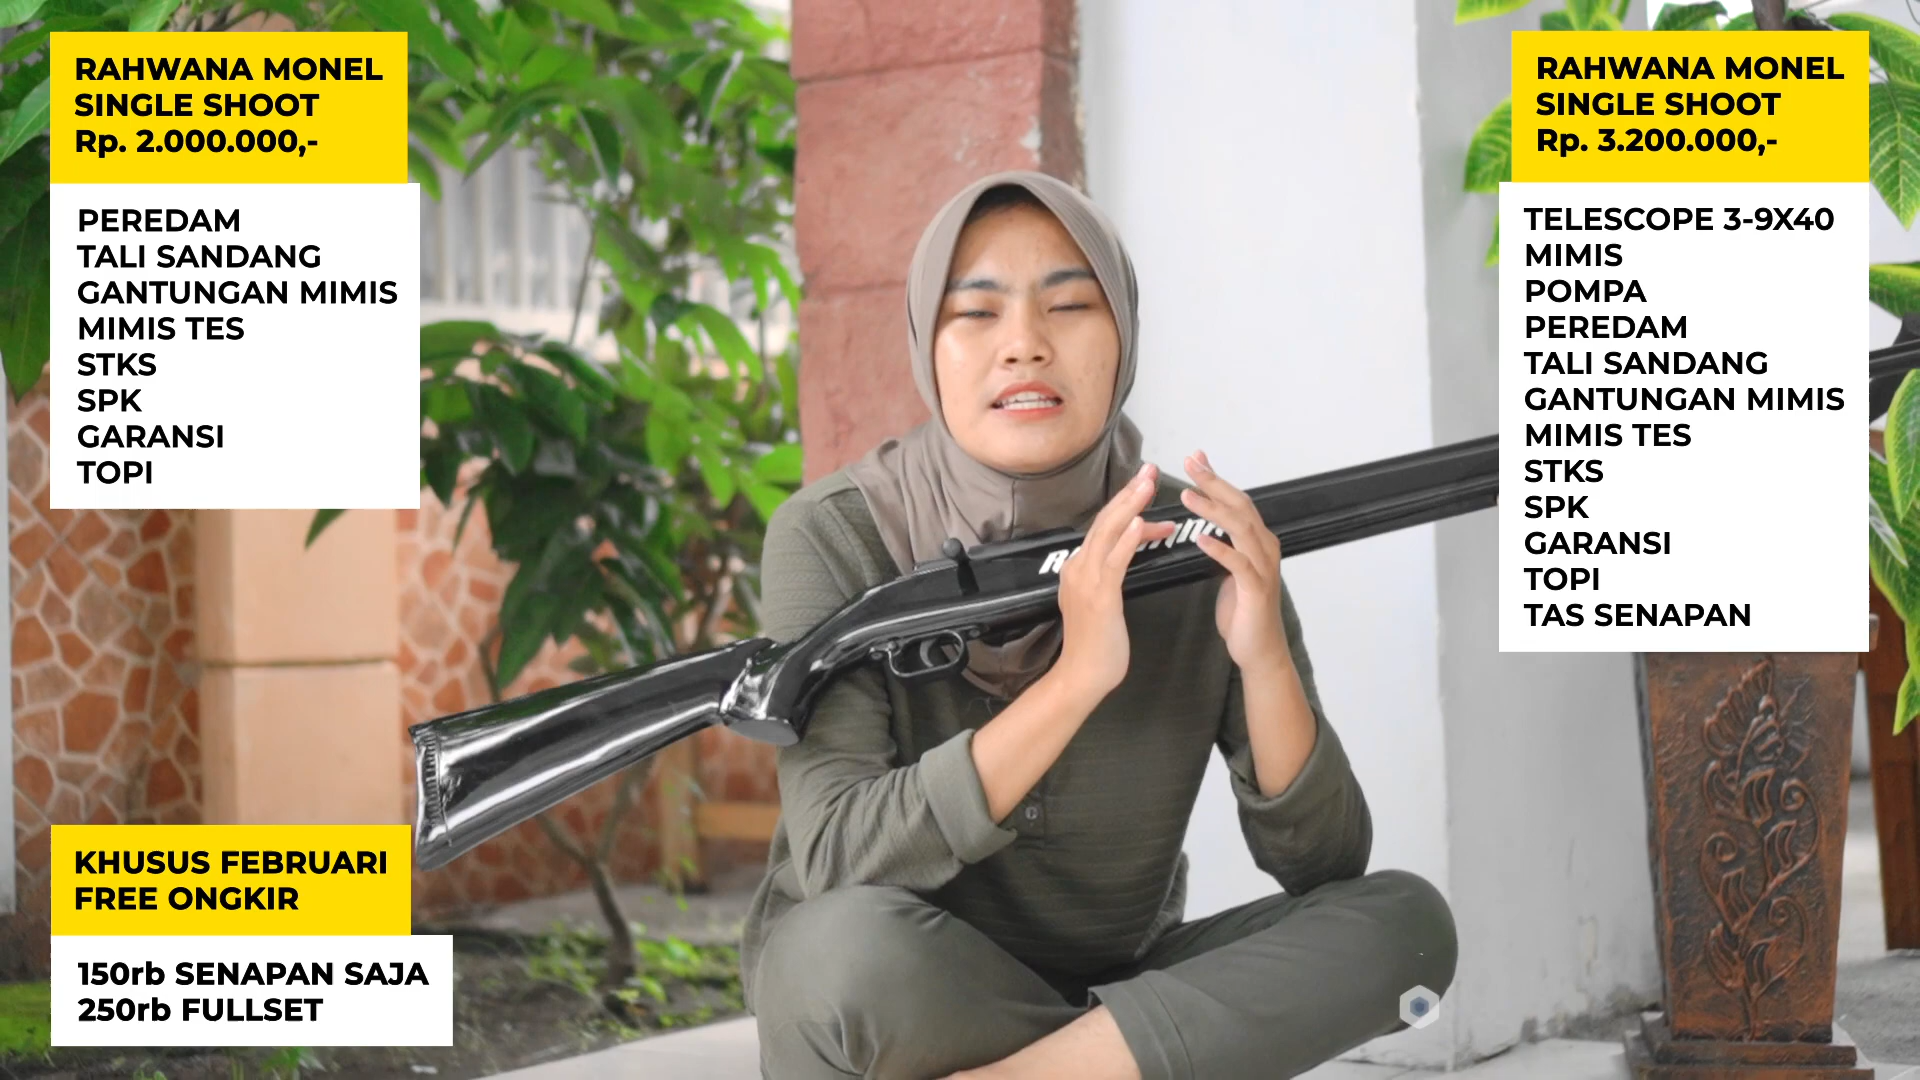 RAHWANA MONEL
SINGLE SHOOT
Rp. 2.000.000,-
PEREDAM
TALI SANDANG
GANTUNGAN MIMIS
MIMIS TES
STKS
SPK
GARANSI
TOPI
KHUSUS FEBRUARI
FREE ONGKIR
150rb SENAPAN SAJA
250rb FULLSET
RAHWANA MONEL
SINGLE SHOOT
Rp. 3.200.000,-
TELESCOPE 3-9X40
MIMIS
POMPA
PEREDAM
TALI SANDANG
GANTUNGAN MIMIS
MIMIS TES
STKS
SPK
GARANSI
TOPI
TAS SENAPAN